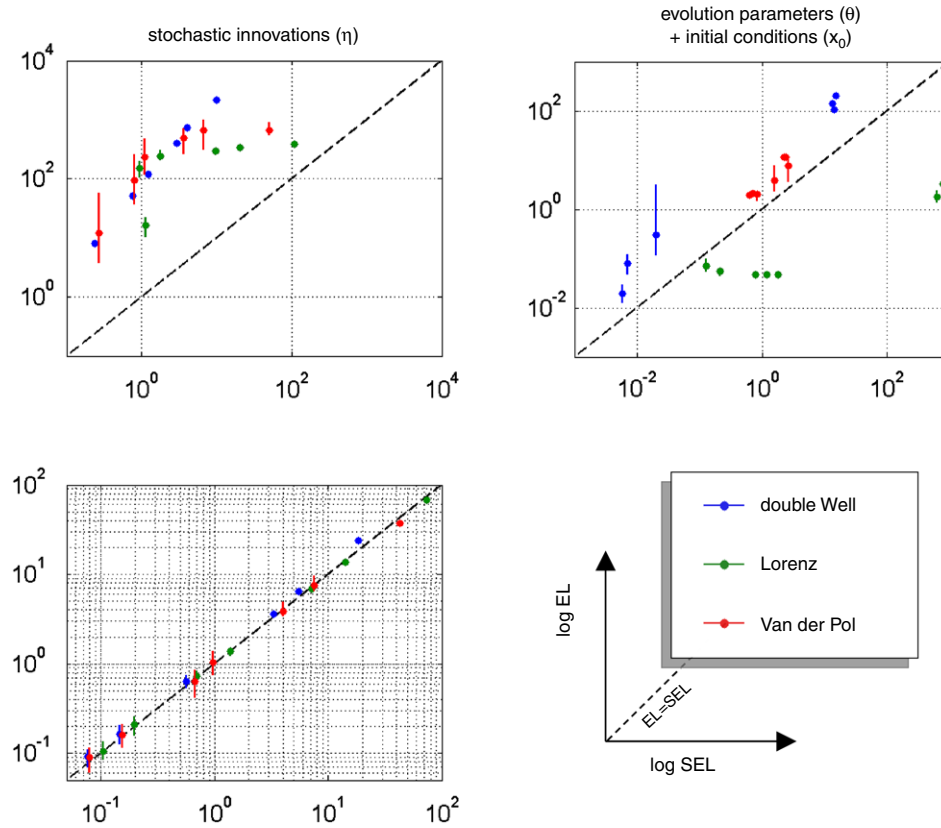 stochastic innovations (η)
evolution parameters (θ)
+ initial conditions (x0)
10^4
10^2
10^0
10^0
10^2
10^4
10^2
10^0
10^-2
10^-2
10^0
10^2
10^2
10^1
10^0
10^-1
10^-1
10^0
10^1
10^2
double Well
Lorenz
Van der Pol
log EL
EL=SEL
log SEL